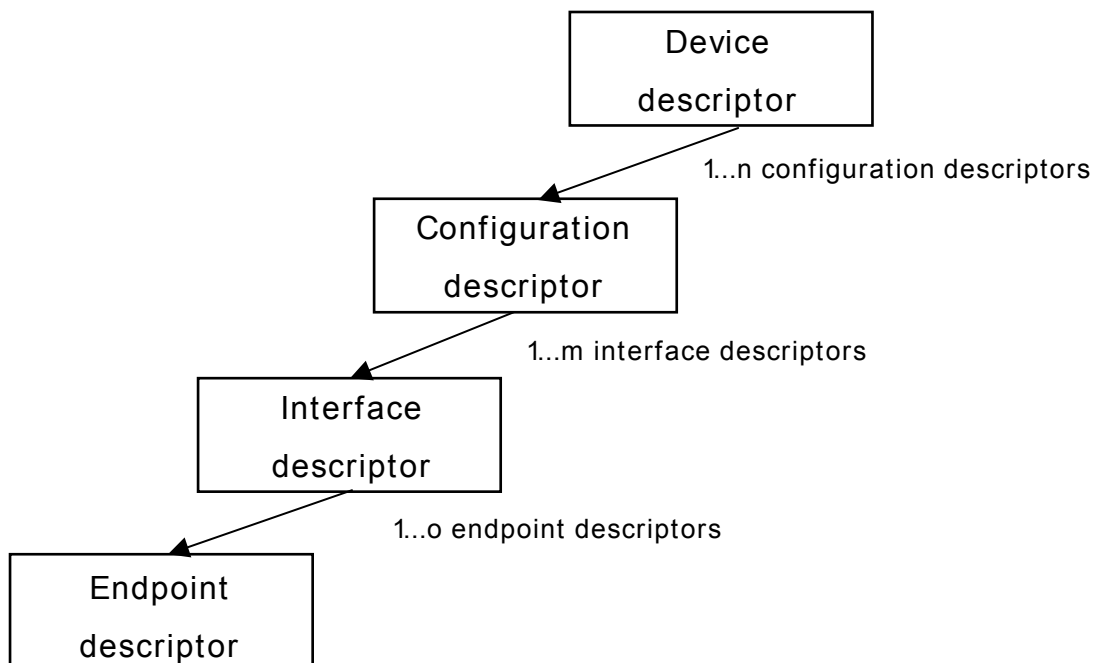 Device
descriptor
1...n configuration descriptors
Configuration
descriptor
1...m interface descriptors
Interface
descriptor
1...o endpoint descriptors
Endpoint
descriptor